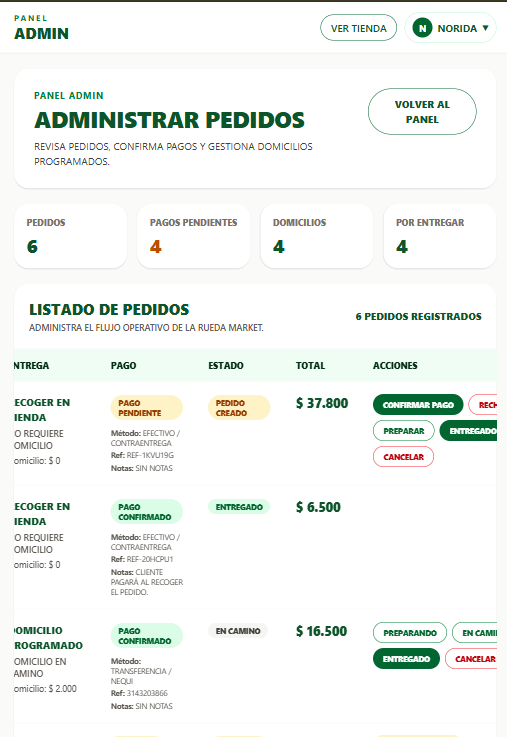 PANEL
ADMIN
VER TIENDA
N NORIDA ▼
PANEL ADMIN
ADMINISTRAR PEDIDOS
REVISA PEDIDOS, CONFIRMA PAGOS Y GESTIONA DOMICILIOS
PROGRAMADOS.
VOLVER AL
PANEL
PEDIDOS
6
PAGOS PENDIENTES
4
DOMICILIOS
4
POR ENTREGAR
4
LISTADO DE PEDIDOS
ADMINISTRA EL FLUJO OPERATIVO DE LA RUEDA MARKET.
6 PEDIDOS REGISTRADOS
NTREGA PAGO ESTADO TOTAL ACCIONES
ECOGER EN
IENDA
O REQUIERE
OMICILIO
omicilio: $ 0
PAGO
PENDIENTE
Método: EFECTIVO /
CONTRAENTREGA
Ref: REF-1KVU19G
Notas: SIN NOTAS
PEDIDO
CREADO
$ 37.800
CONFIRMAR PAGO RECH
PREPARAR ENTREGADO
CANCELAR
ECOGER EN
IENDA
O REQUIERE
OMICILIO
omicilio: $ 0
PAGO
CONFIRMADO
Método: EFECTIVO /
CONTRAENTREGA
Ref: REF-20HCPU1
Notas: CLIENTE
PAGARÁ AL RECOGER
EL PEDIDO.
ENTREGADO
$ 6.500
OMICILIO
ROGRAMADO
OMICILIO EN
AMINO
omicilio: $ 2.000
PAGO
CONFIRMADO
Método:
TRANSFERENCIA /
NEQUI
Ref: 3143203866
Notas: SIN NOTAS
EN CAMINO
$ 16.500
PREPARANDO EN CAMI
ENTREGADO CANCELAR